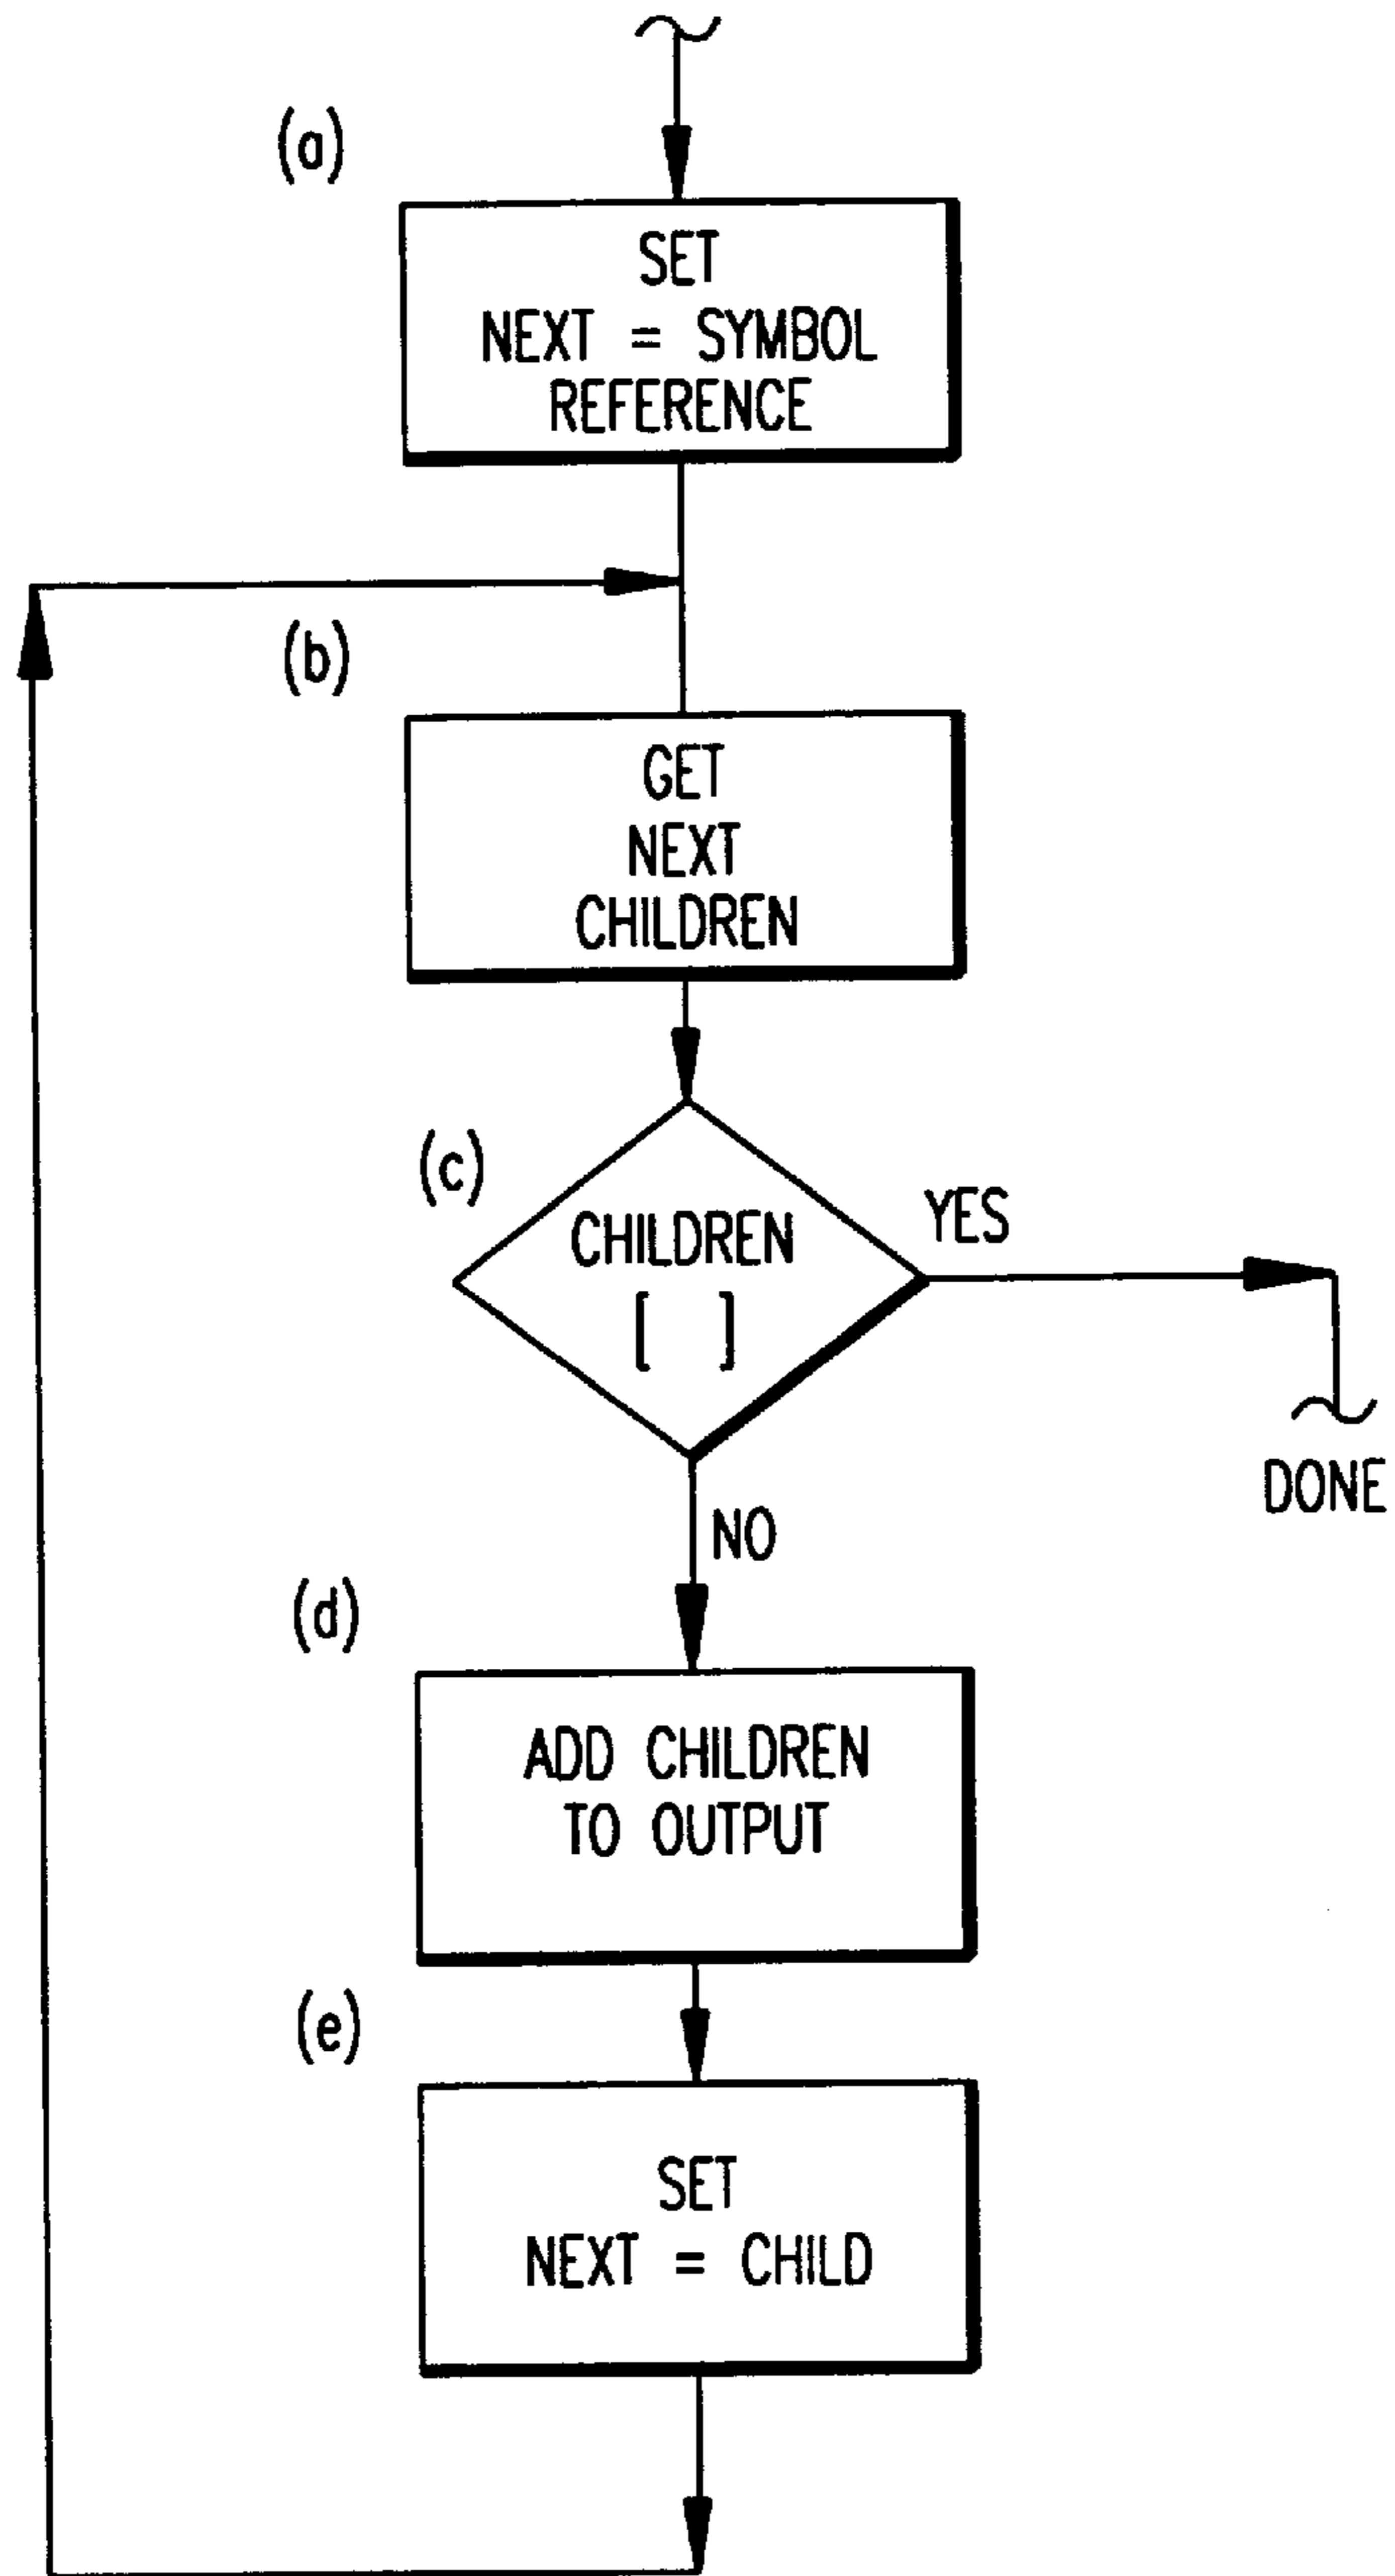 (a)
SET
NEXT = SYMBOL
REFERENCE
(b)
GET
NEXT
CHILDREN
(c)
CHILDREN
[ ]
YES
DONE
NO
(d)
ADD CHILDREN
TO OUTPUT
(e)
SET
NEXT = CHILD